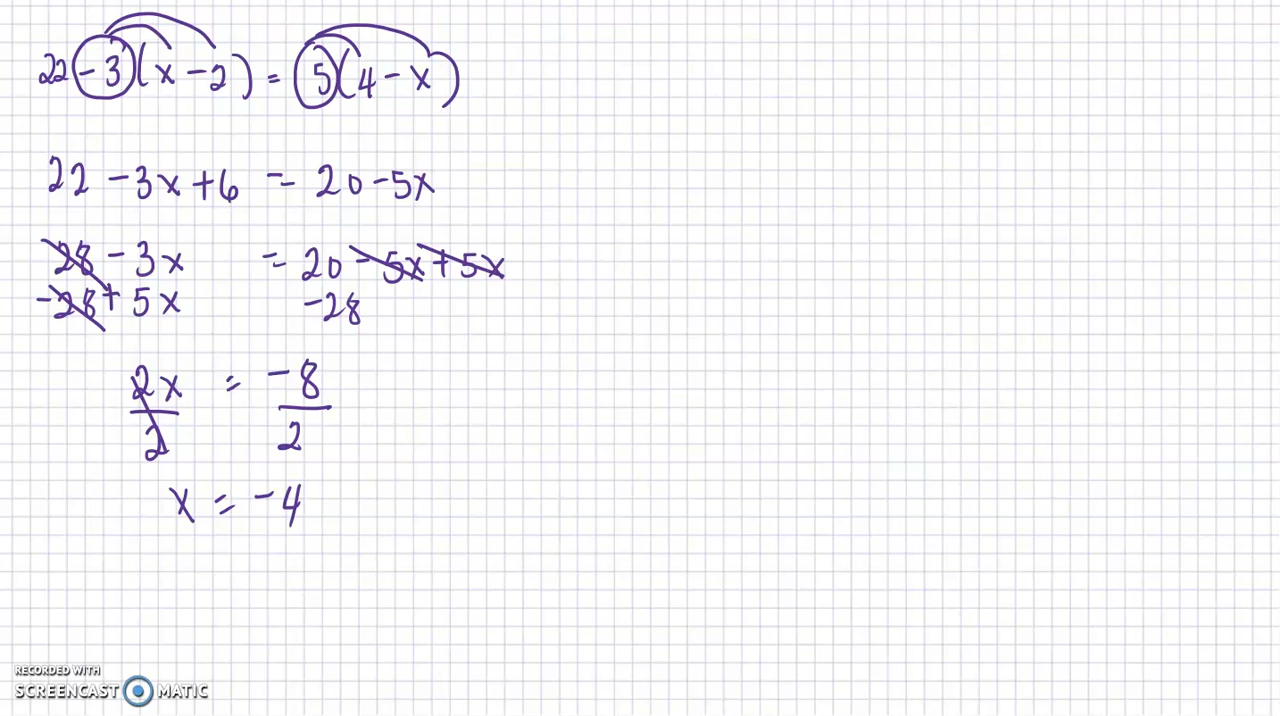 22 - 3 ( x - 2 ) = 5 ( 4 - x )
22 - 3x + 6 = 20 - 5x
28 - 3x = 20 - 5x + 5x
-28 + 5x -28
2x = -8
2 2
x = -4
RECORDED WITH
SCREENCAST MATIC